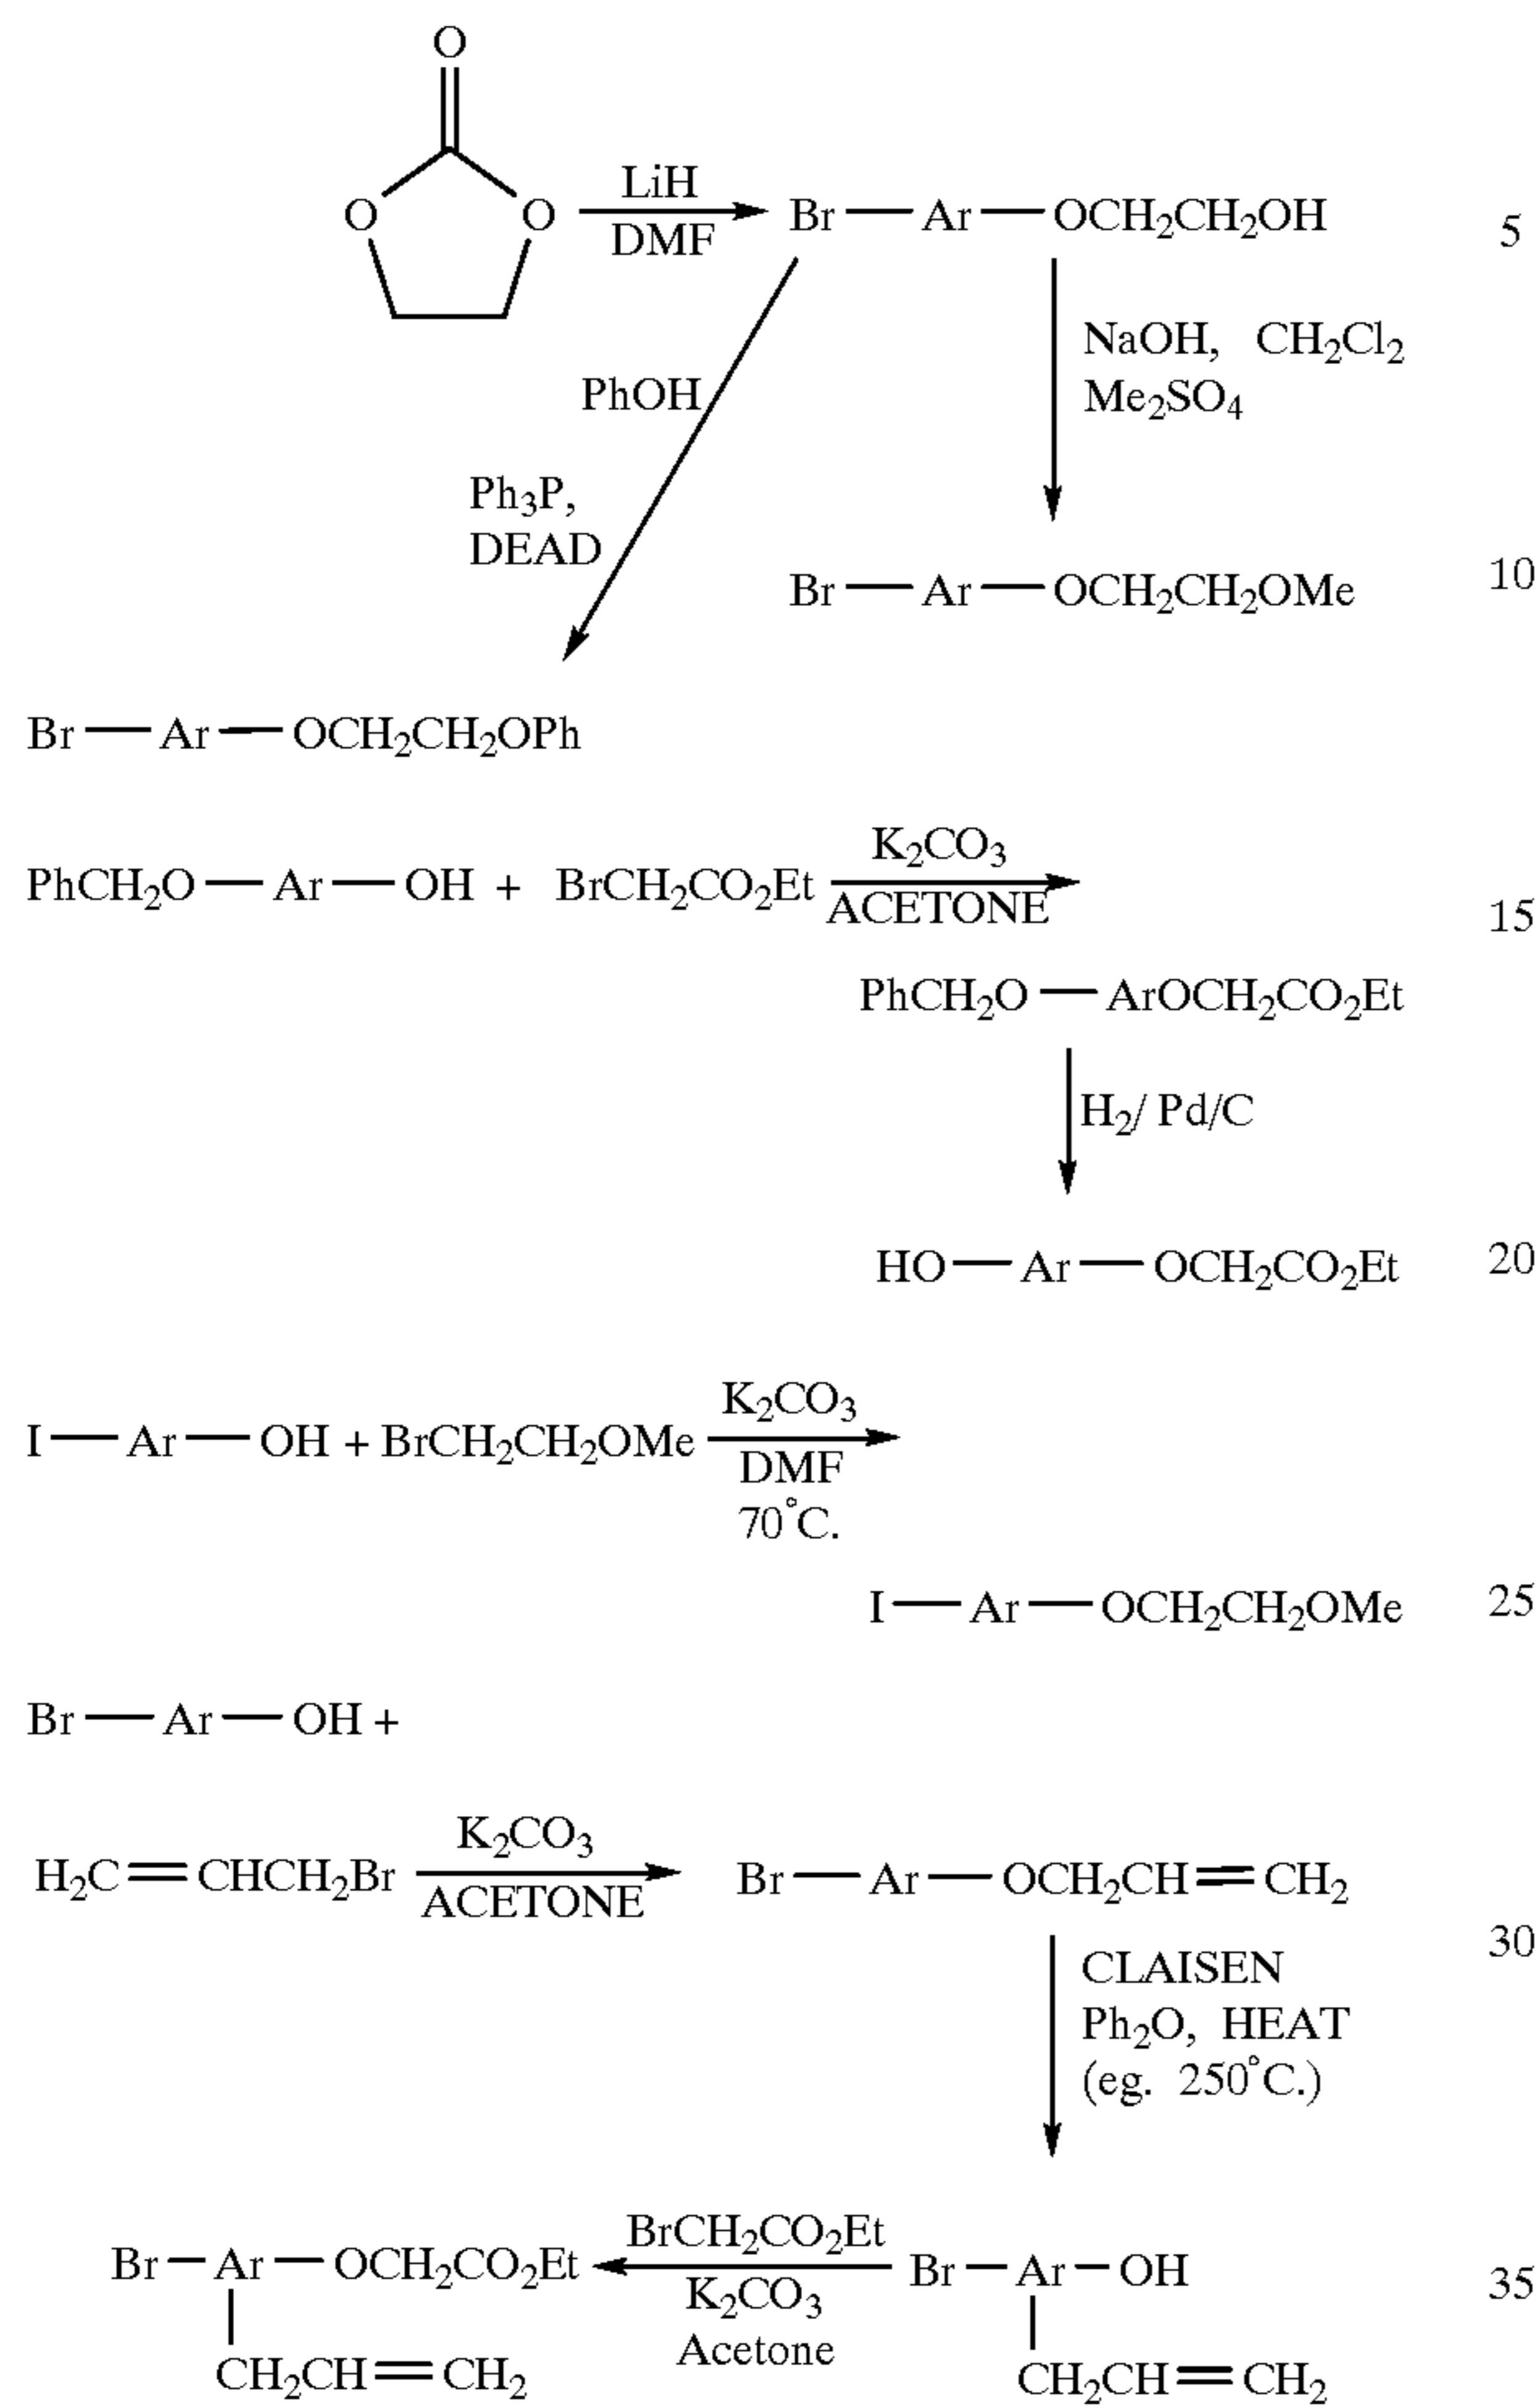 O
O O
LiH
DMF
Br — Ar — OCH₂CH₂OH
5
NaOH, CH₂Cl₂
Me₂SO₄
PhOH
Ph₃P,
DEAD
Br — Ar — OCH₂CH₂OMe
10
Br — Ar — OCH₂CH₂OPh
PhCH₂O — Ar — OH + BrCH₂CO₂Et
K₂CO₃
ACETONE
15
PhCH₂O — ArOCH₂CO₂Et
H₂/ Pd/C
HO — Ar — OCH₂CO₂Et
20
I — Ar — OH + BrCH₂CH₂OMe
K₂CO₃
DMF
70°C.
I — Ar — OCH₂CH₂OMe
25
Br — Ar — OH +
H₂C=CHCH₂Br
K₂CO₃
ACETONE
Br — Ar — OCH₂CH=CH₂
30
CLAISEN
Ph₂O, HEAT
(eg. 250°C.)
Br — Ar — OH
CH₂CH=CH₂
35
BrCH₂CO₂Et
K₂CO₃
Acetone
Br — Ar — OCH₂CO₂Et
CH₂CH=CH₂